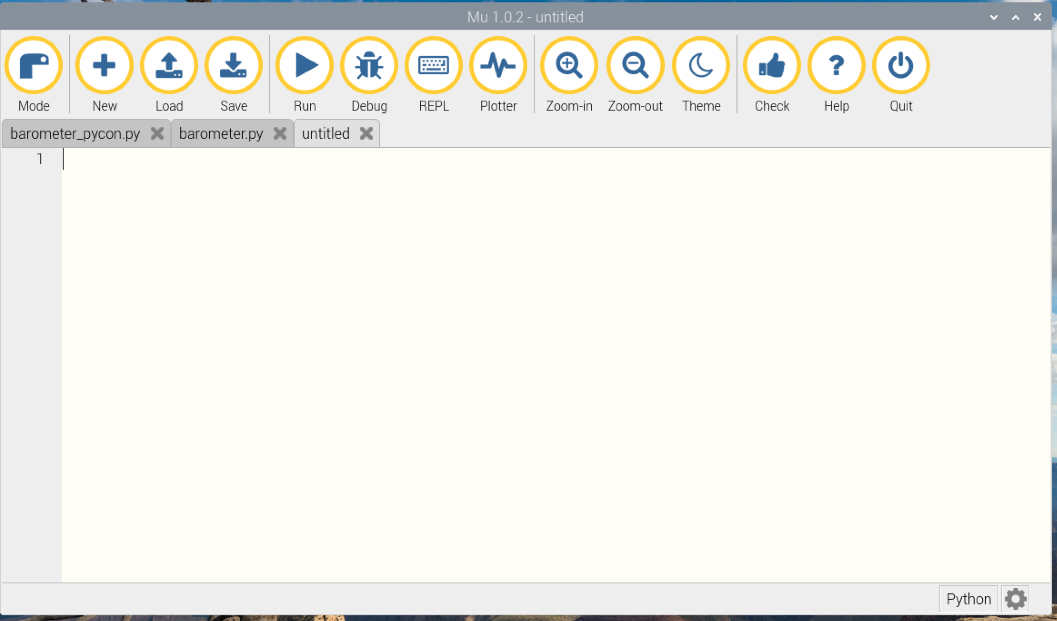 Mu 1.0.2 - untitled
Mode New Load Save Run Debug REPL Plotter Zoom-in Zoom-out Theme Check Help Quit
barometer_pycon.py barometer.py untitled
1
Python